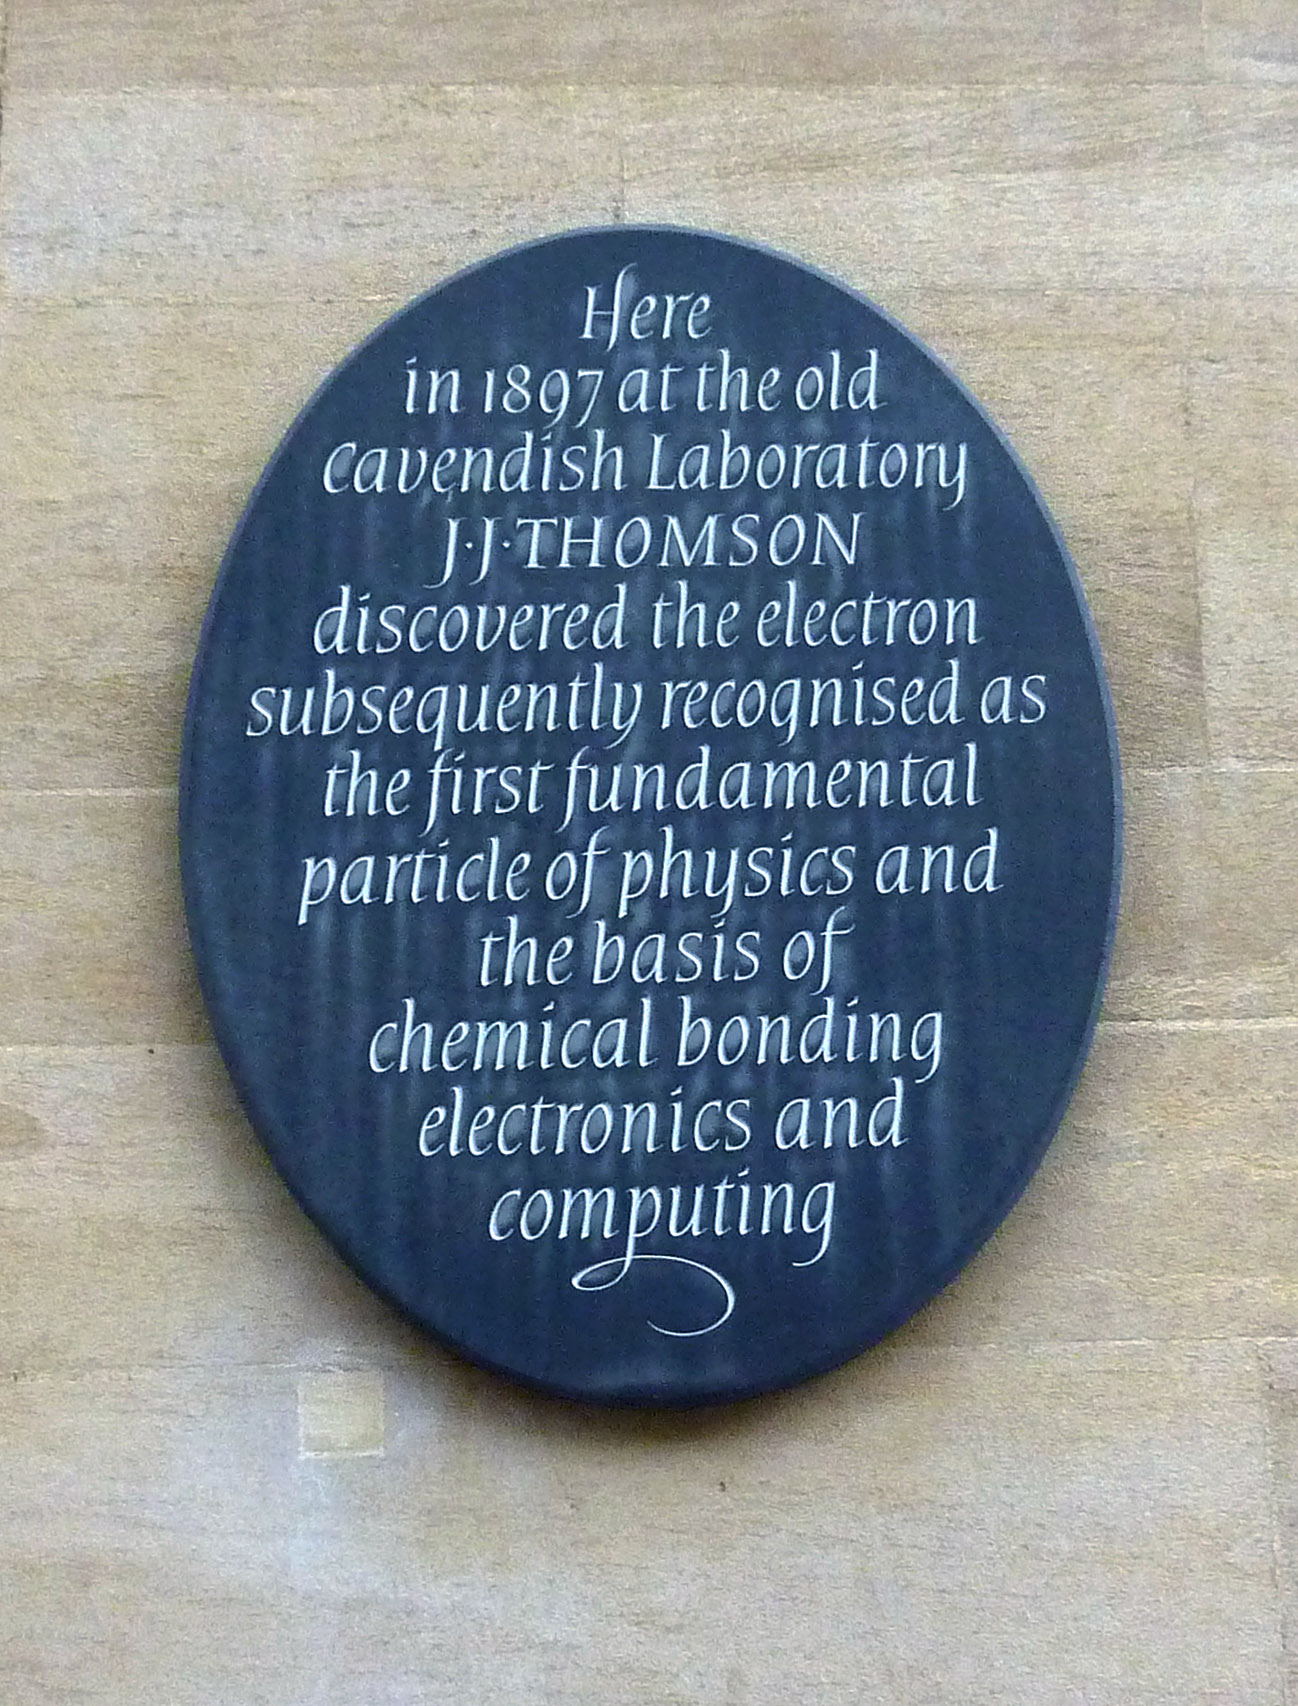 Here
in 1897 at the old
Cavendish Laboratory
J·J·THOMSON
discovered the electron
subsequently recognised as
the first fundamental
particle of physics and
the basis of
chemical bonding
electronics and
computing